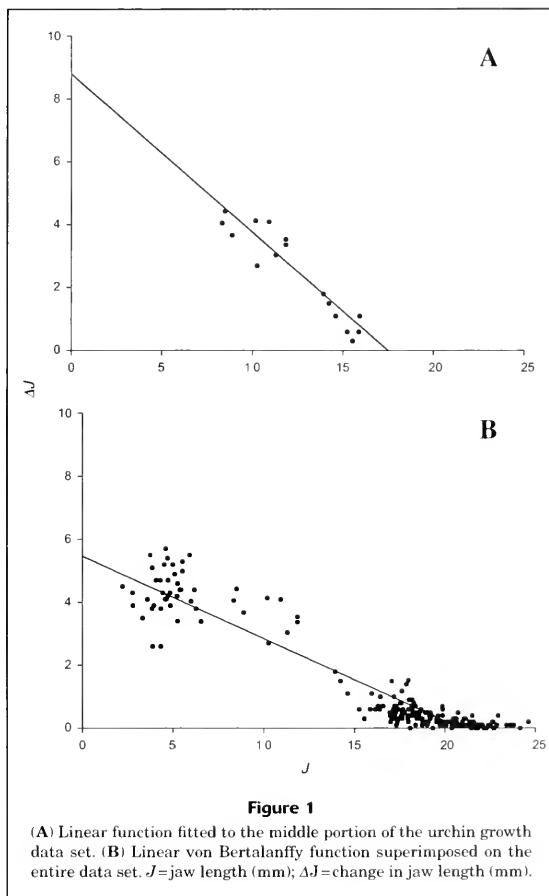 10
A
8
6
4
2
0
0 5 10 15 20 25
ΔJ
10
B
8
6
4
2
0
0 5 10 15 20 25
J
Figure 1
(A) Linear function fitted to the middle portion of the urchin growth
data set. (B) Linear von Bertalanffy function superimposed on the
entire data set. J=jaw length (mm); ΔJ=change in jaw length (mm).